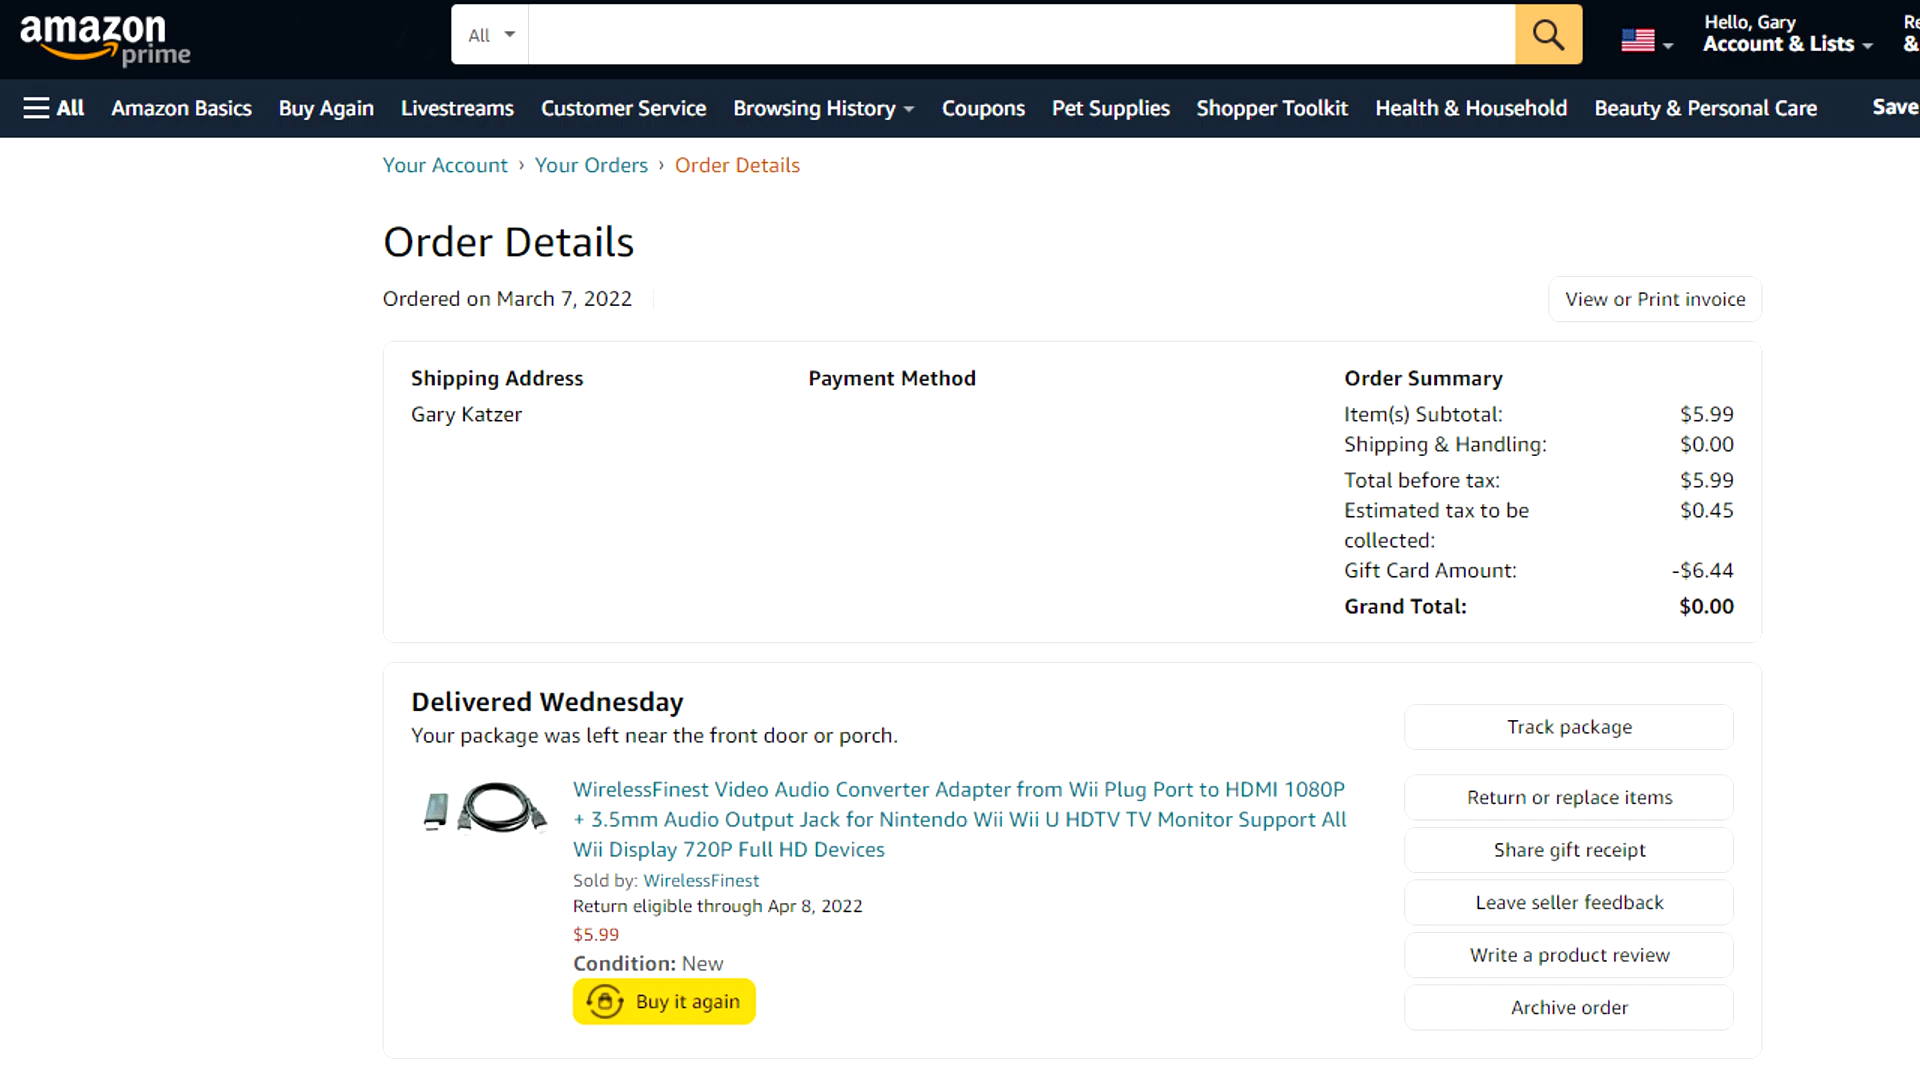 amazon
prime
All
Hello, Gary
Account & Lists
Re
&
All
Amazon Basics
Buy Again
Livestreams
Customer Service
Browsing History
Coupons
Pet Supplies
Shopper Toolkit
Health & Household
Beauty & Personal Care
Save
Your Account › Your Orders › Order Details
Order Details
Ordered on March 7, 2022
View or Print invoice
Shipping Address
Gary Katzer
Payment Method
Order Summary
Item(s) Subtotal: $5.99
Shipping & Handling: $0.00
Total before tax: $5.99
Estimated tax to be $0.45
collected:
Gift Card Amount: -$6.44
Grand Total: $0.00
Delivered Wednesday
Your package was left near the front door or porch.
WirelessFinest Video Audio Converter Adapter from Wii Plug Port to HDMI 1080P
+ 3.5mm Audio Output Jack for Nintendo Wii Wii U HDTV TV Monitor Support All
Wii Display 720P Full HD Devices
Sold by: WirelessFinest
Return eligible through Apr 8, 2022
$5.99
Condition: New
Buy it again
Track package
Return or replace items
Share gift receipt
Leave seller feedback
Write a product review
Archive order